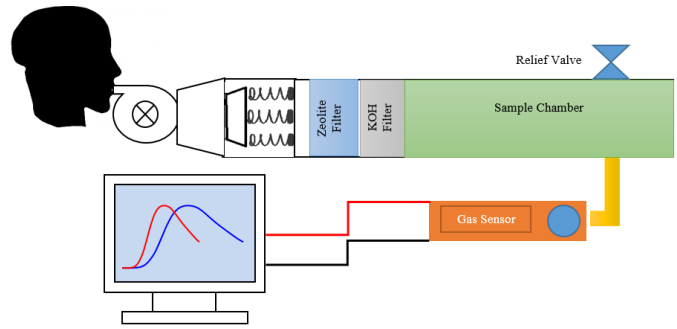 Relief Valve
Zeolite
Filter
KOH
Filter
Sample Chamber
Gas Sensor